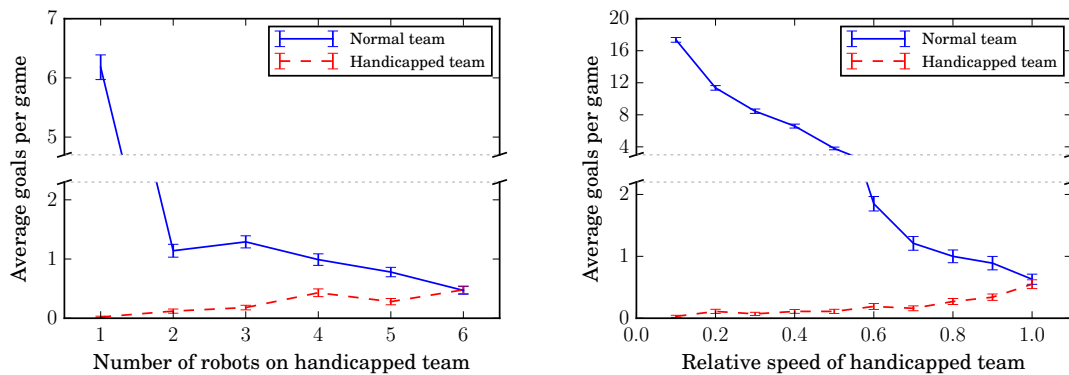 7
6
5
2
1
0
1 2 3 4 5 6
Average goals per game
Number of robots on handicapped team
Normal team
Handicapped team
20
16
12
8
4
2
1
0
0.0 0.2 0.4 0.6 0.8 1.0
Average goals per game
Relative speed of handicapped team
Normal team
Handicapped team